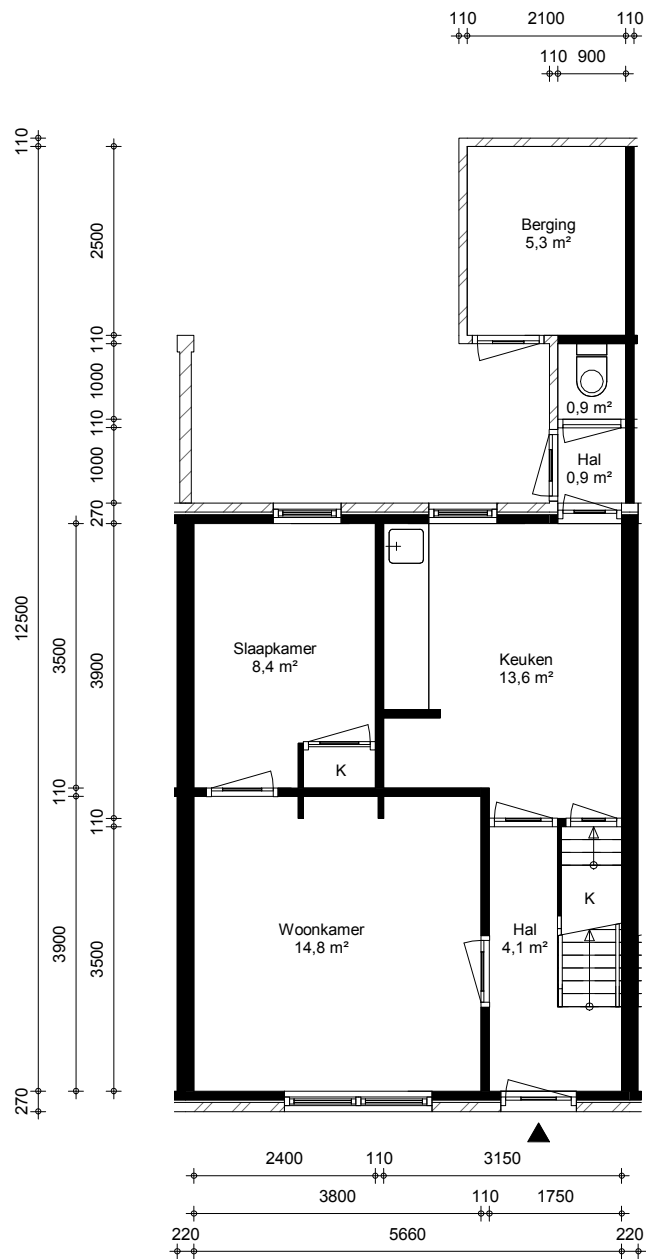 110 2100 110
110 900
110
2500
110
1000
110
1000
270
12500
3500
3900
110
110
3900
3500
270
Berging
5,3 m²
0,9 m²
Hal
0,9 m²
Slaapkamer
8,4 m²
Keuken
13,6 m²
K
K
Woonkamer
14,8 m²
Hal
4,1 m²
2400 110 3150
3800 110 1750
220 5660 220